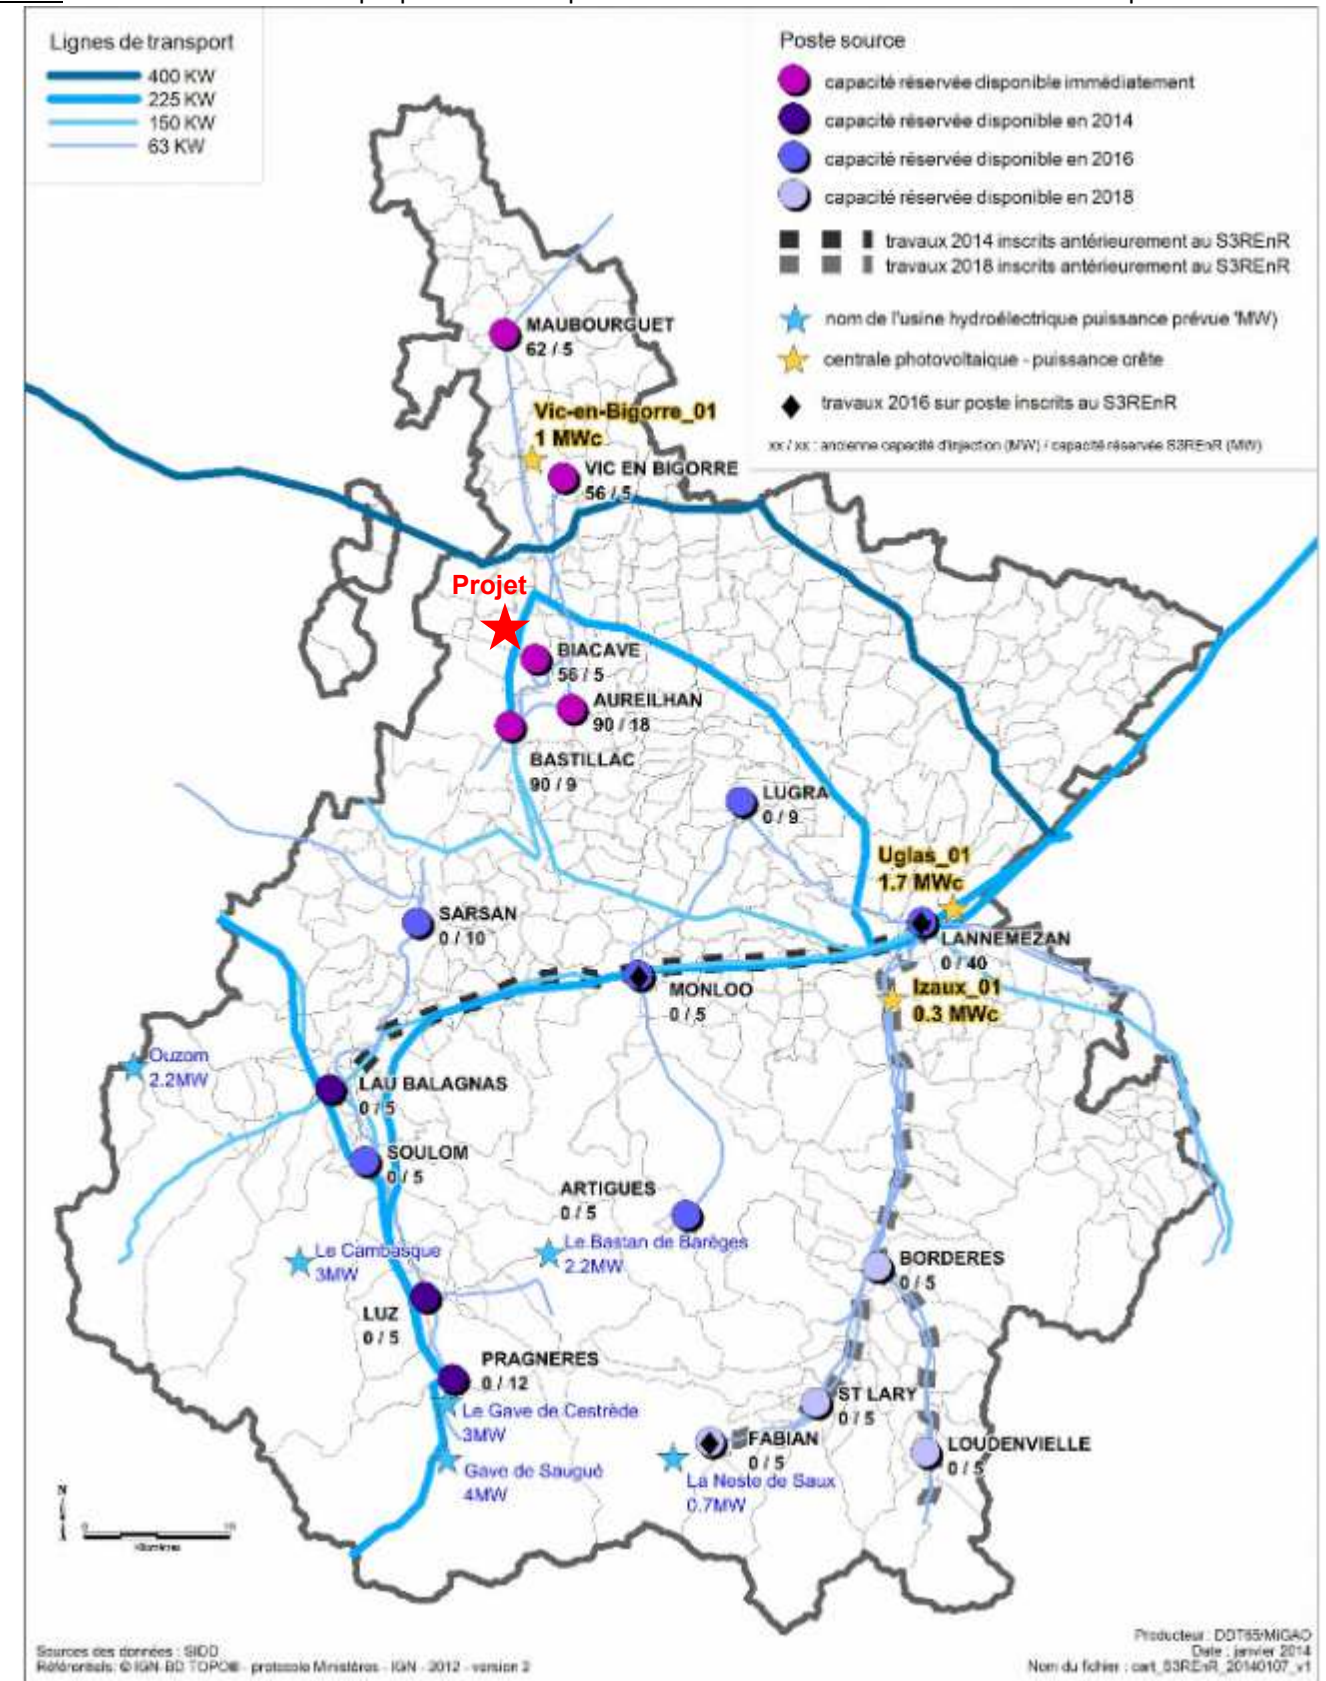 Lignes de transport
400 KW
225 KW
150 KW
63 KW
Poste source
capacité réservée disponible immédiatement
capacité réservée disponible en 2014
capacité réservée disponible en 2016
capacité réservée disponible en 2018
travaux 2014 inscrits antérieurement au S3REnR
travaux 2018 inscrits antérieurement au S3REnR
nom de l'usine hydroélectrique puissance prévue 'MW)
centrale photovoltaique - puissance crête
travaux 2016 sur poste inscrits au S3REnR
xx / xx : ancienne capacité d'injection (MW) / capacité réservée S3REnR (MW)
MAUBOURGUET
62 / 5
Vic-en-Bigorre_01
1 MWc
VIC EN BIGORRE
56 / 5
Projet
BIACAVE
56 / 5
AUREILHAN
90 / 18
BASTILLAC
90 / 9
LUGRA
0 / 9
Uglas_01
1.7 MWc
SARSAN
0 / 10
LANNEMEZAN
0 / 40
MONLOO
0 / 5
Izaux_01
0.3 MWc
Ouzom
2.2MW
LAU BALAGNAS
0 / 5
SOULOM
0 / 5
ARTIGUES
0 / 5
Le Bastan de Barèges
2.2MW
Le Cambasque
3MW
BORDERES
0 / 5
LUZ
0 / 5
PRAGNERES
0 / 12
Le Gave de Cestrède
3MW
ST LARY
0 / 5
FABIAN
0 / 5
LOUDENVIELLE
0 / 5
Gave de Saugué
4MW
La Neste de Saux
0.7MW
N
0 10
Kilomètres
Sources des données : SIDD
Référentiels: © IGN-BD TOPO® - protocole Ministères - IGN - 2012 - version 2
Producteur : DDT65/MIGAO
Date : janvier 2014
Nom du fichier : cart_S3REnR_20140107_v1